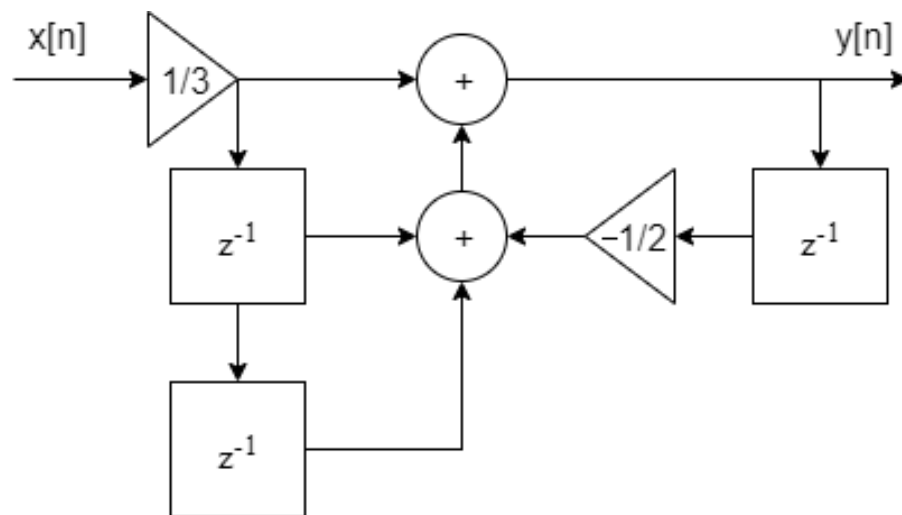 x[n]
y[n]
1/3
+
z⁻¹
+
−1/2
z⁻¹
z⁻¹